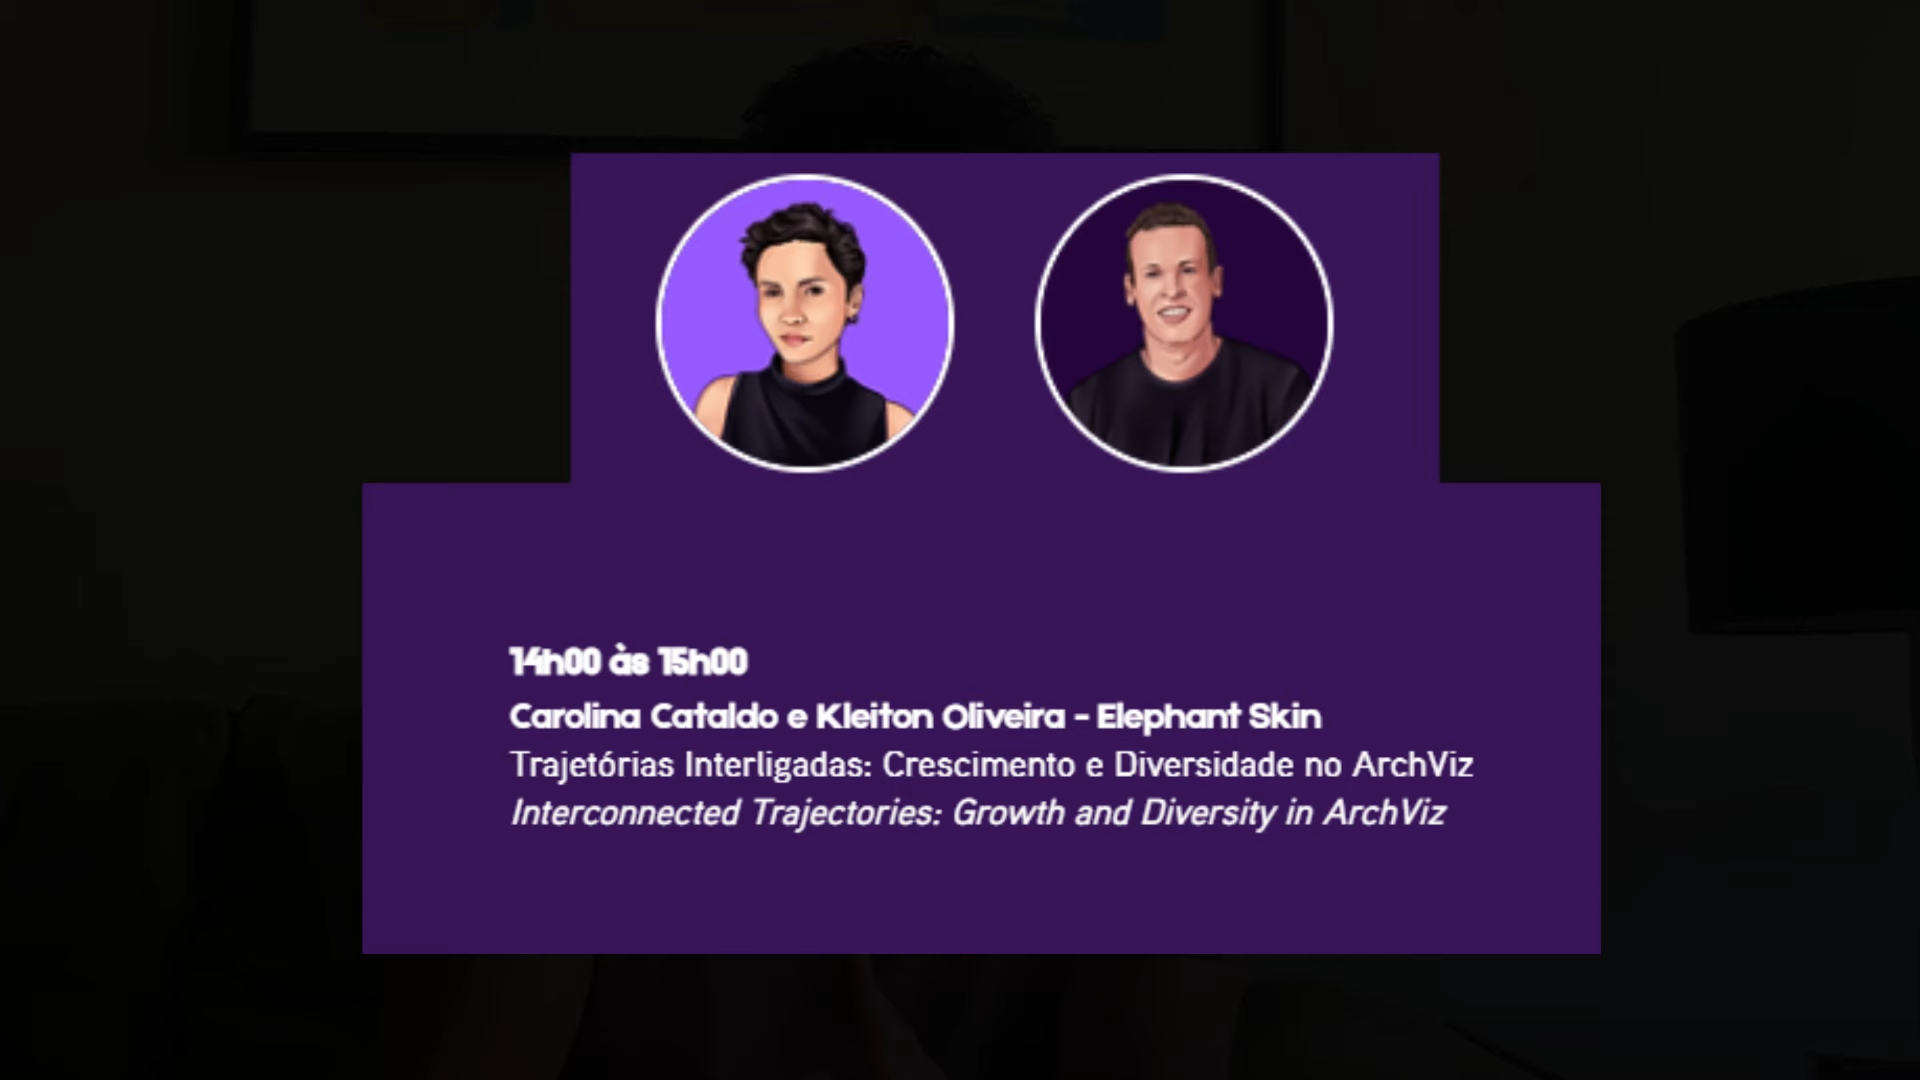 14h00 às 15h00
Carolina Cataldo e Kleiton Oliveira - Elephant Skin
Trajetórias Interligadas: Crescimento e Diversidade no ArchViz
Interconnected Trajectories: Growth and Diversity in ArchViz